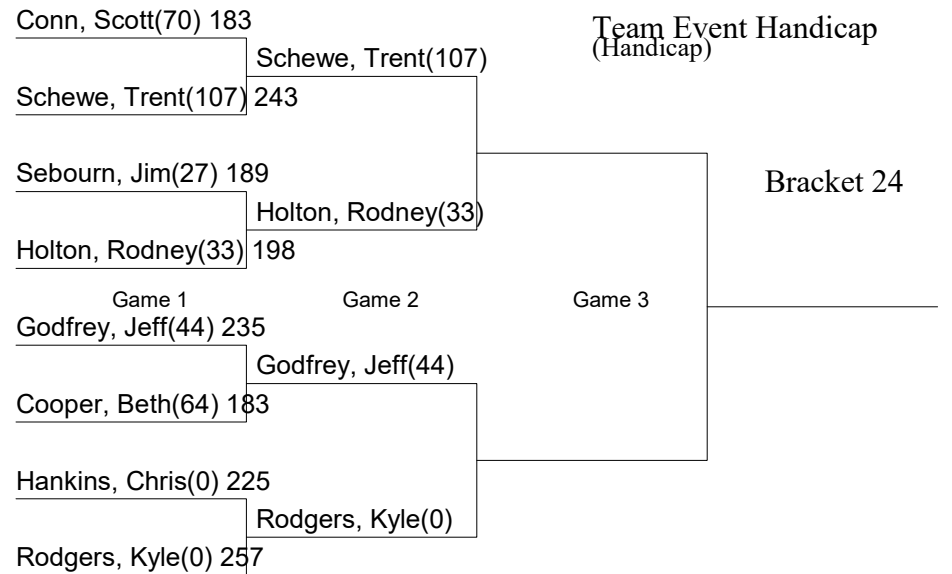 Conn, Scott(70) 183
Team Event Handicap
(Handicap)
Schewe, Trent(107)
Schewe, Trent(107) 243
Sebourn, Jim(27) 189
Bracket 24
Holton, Rodney(33)
Holton, Rodney(33) 198
Game 1
Game 2
Game 3
Godfrey, Jeff(44) 235
Godfrey, Jeff(44)
Cooper, Beth(64) 183
Hankins, Chris(0) 225
Rodgers, Kyle(0)
Rodgers, Kyle(0) 257